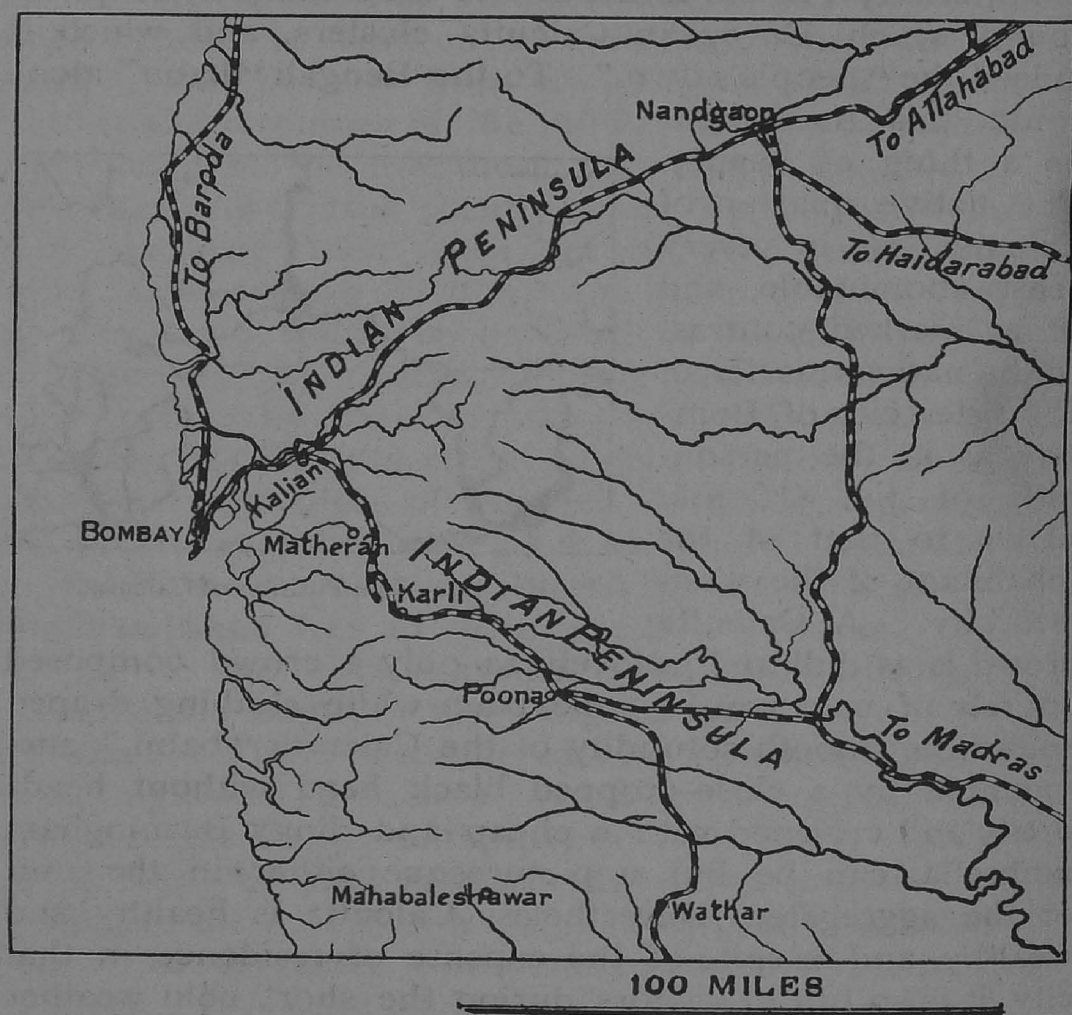 Nandgaon
To Allahabad
To Baroda
INDIAN PENINSULA
To Haidarabad
Kalian
BOMBAY
Matheran
Karli
INDIAN PENINSULA
Poona
To Madras
Mahabaleshawar
Wathar
100 MILES